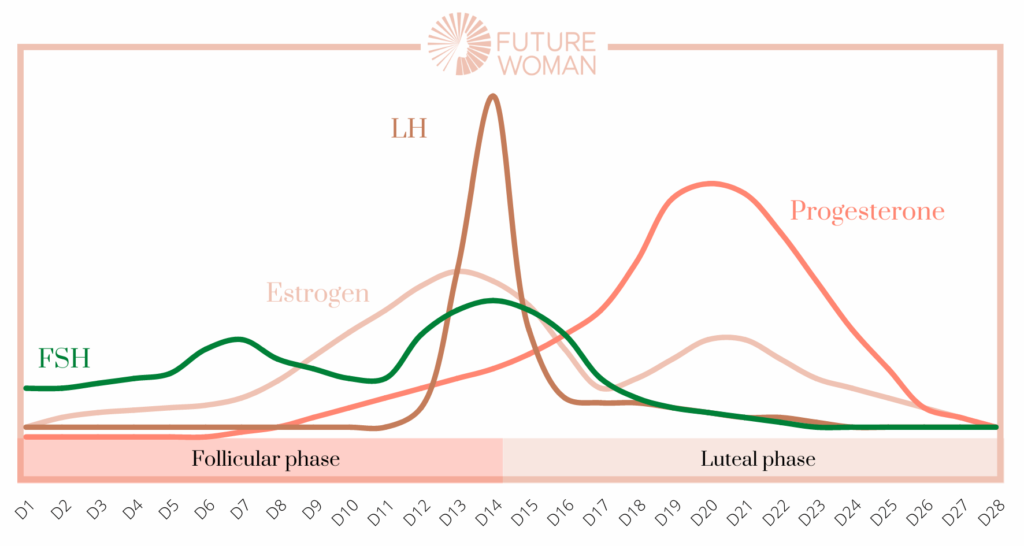 FUTURE
WOMAN
LH
Progesterone
Estrogen
FSH
Follicular phase
Luteal phase
D1
D2
D3
D4
D5
D6
D7
D8
D9
D10
D11
D12
D13
D14
D15
D16
D17
D18
D19
D20
D21
D22
D23
D24
D25
D26
D27
D28